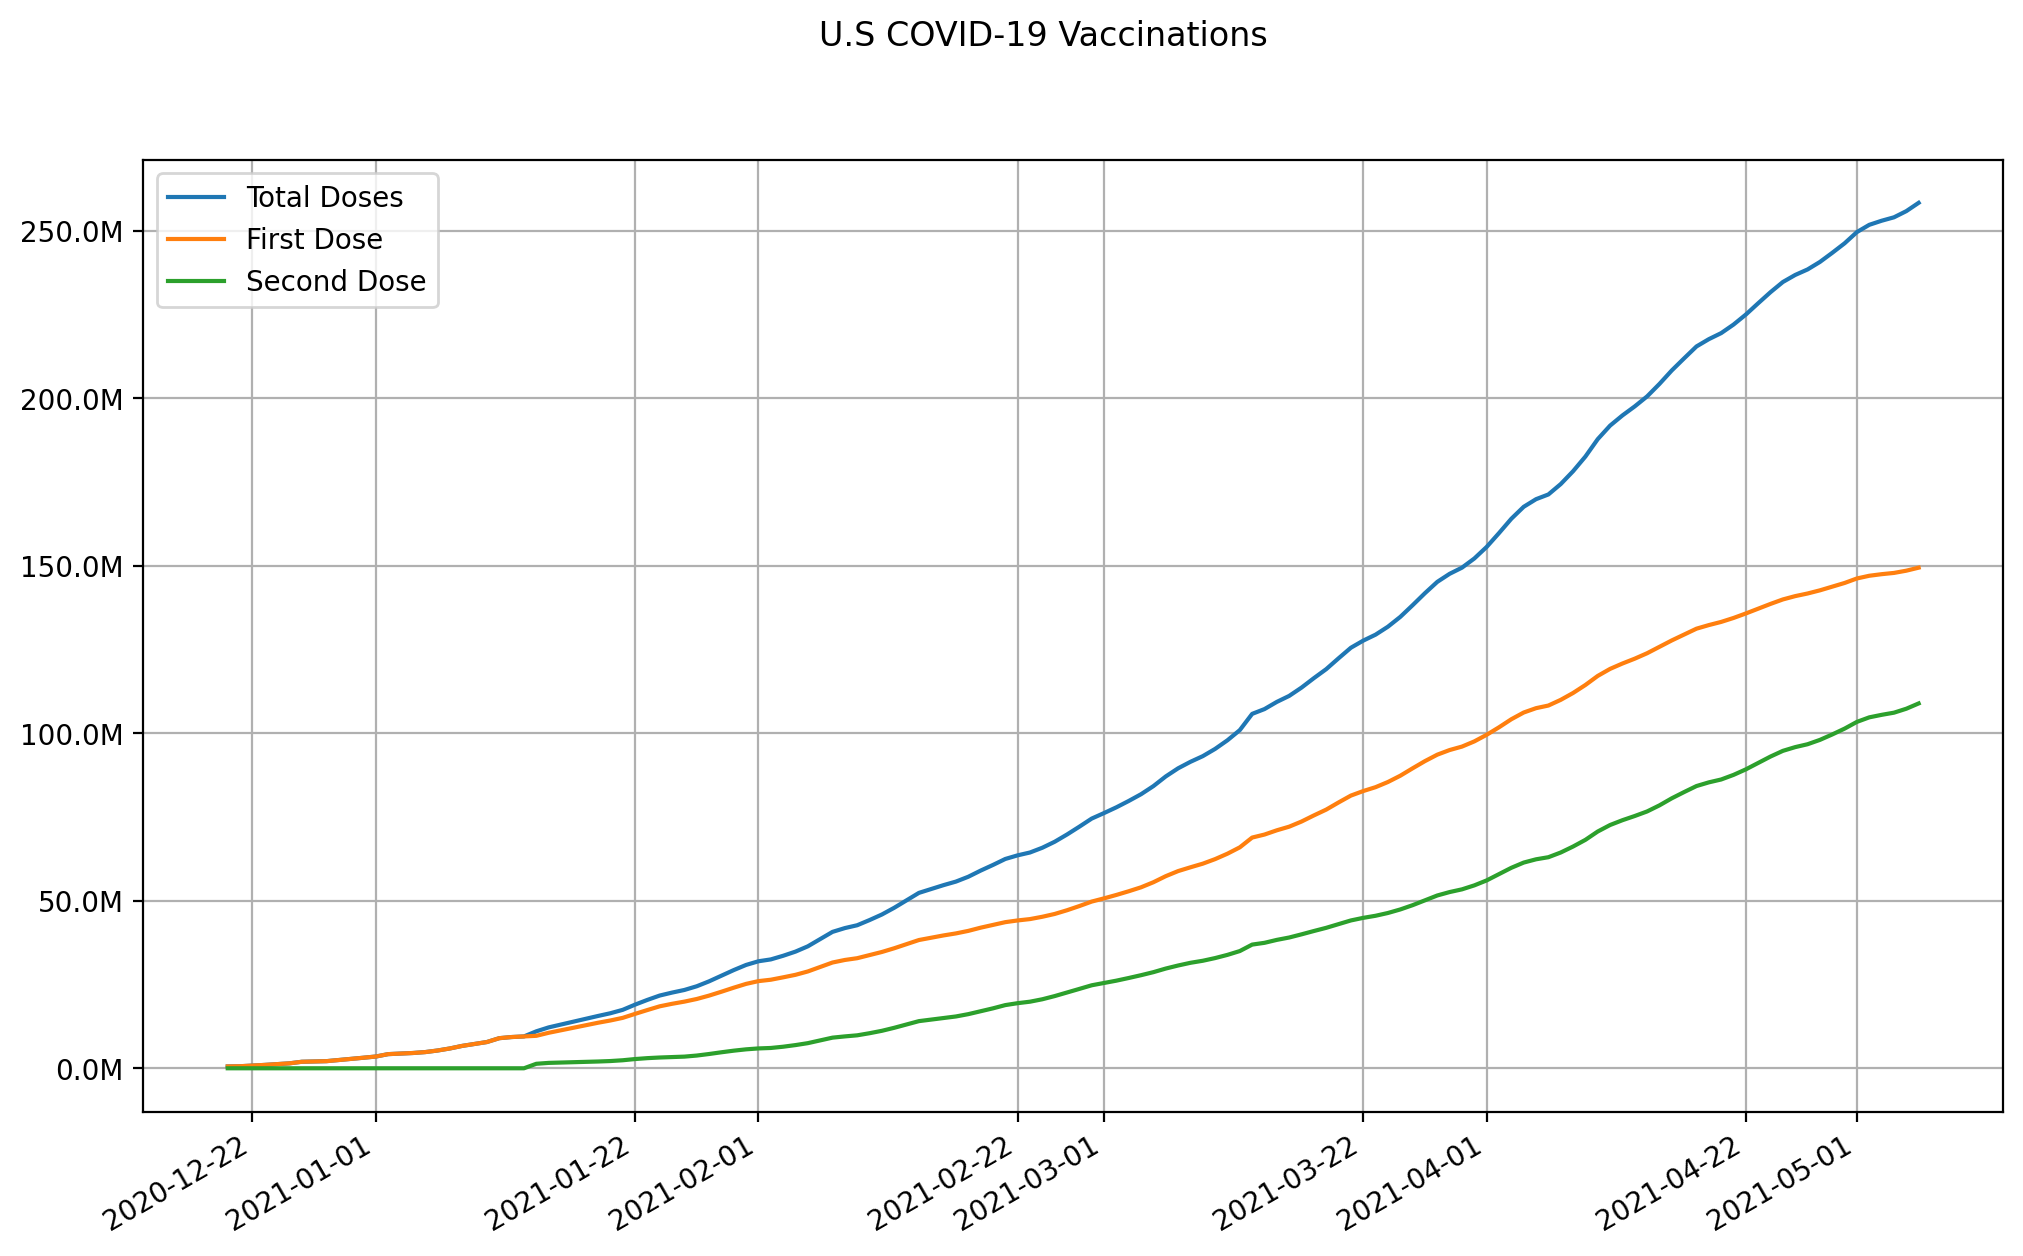 U.S COVID-19 Vaccinations
Total Doses
First Dose
Second Dose
250.0M
200.0M
150.0M
100.0M
50.0M
0.0M
2020-12-22
2021-01-01
2021-01-22
2021-02-01
2021-02-22
2021-03-01
2021-03-22
2021-04-01
2021-04-22
2021-05-01